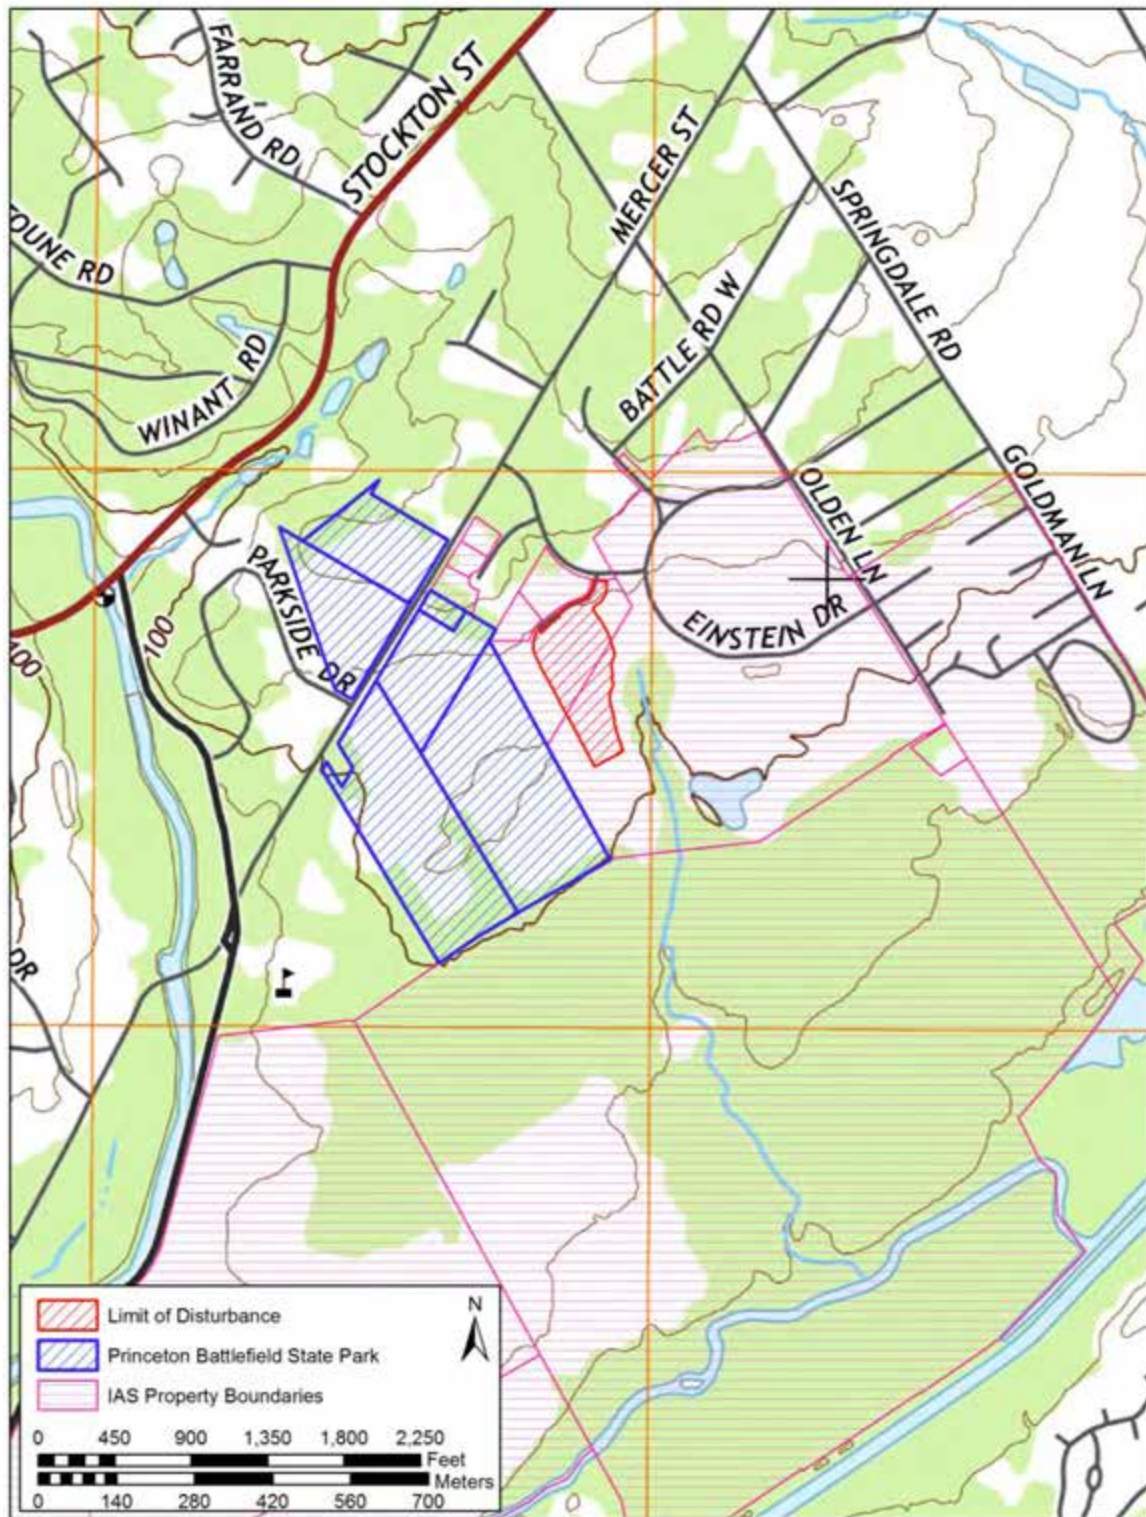 FARRAND RD
STOCKTON ST
MERCER ST
SPRINGDALE RD
TOUNE RD
BATTLE RD W
WINANT RD
GOLDMAN LN
OLDEN LN
PARKSIDE DR
EINSTEIN DR
100
100
DR
N
Limit of Disturbance
Princeton Battlefield State Park
IAS Property Boundaries
0 450 900 1,350 1,800 2,250
Feet
Meters
0 140 280 420 560 700